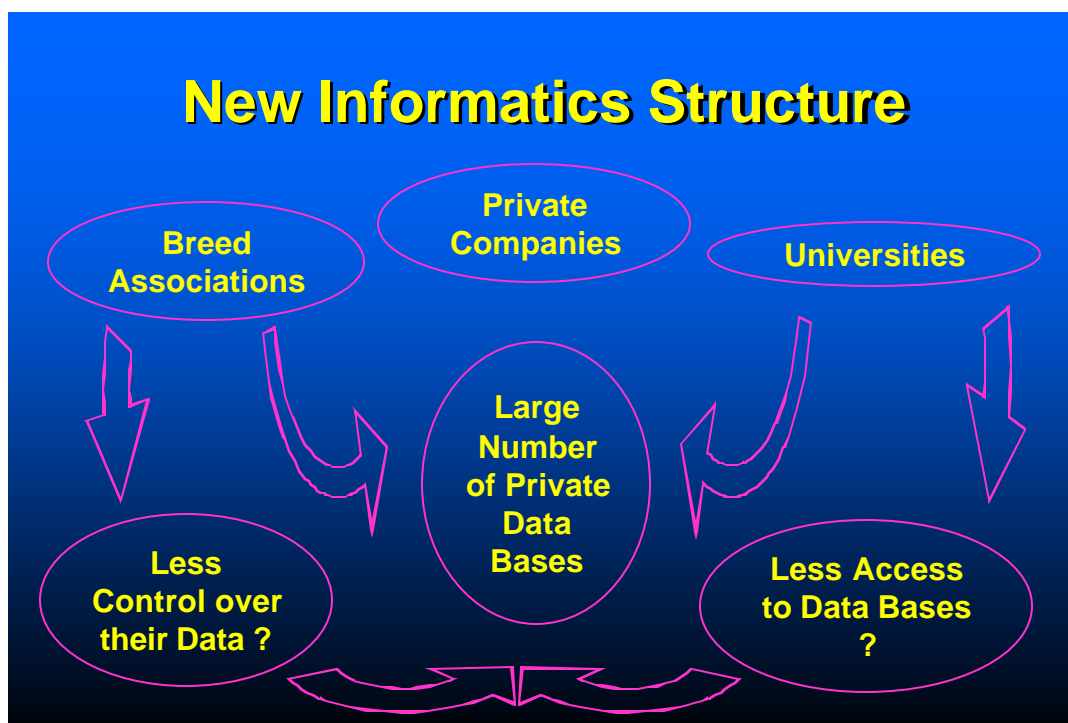 New Informatics Structure
Private
Companies
Breed
Associations
Universities
Large
Number
of Private
Data
Bases
Less
Control over
their Data ?
Less Access
to Data Bases
?